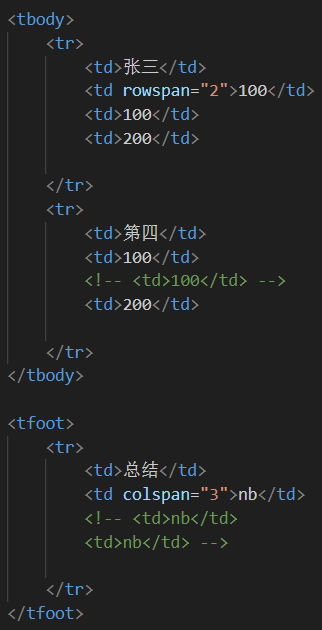 <tbody>
<tr>
<td>张三</td>
<td rowspan="2">100</td>
<td>100</td>
<td>200</td>
</tr>
<tr>
<td>第四</td>
<td>100</td>
<!-- <td>100</td> -->
<td>200</td>
</tr>
</tbody>
<tfoot>
<tr>
<td>总结</td>
<td colspan="3">nb</td>
<!-- <td>nb</td>
<td>nb</td> -->
</tr>
</tfoot>